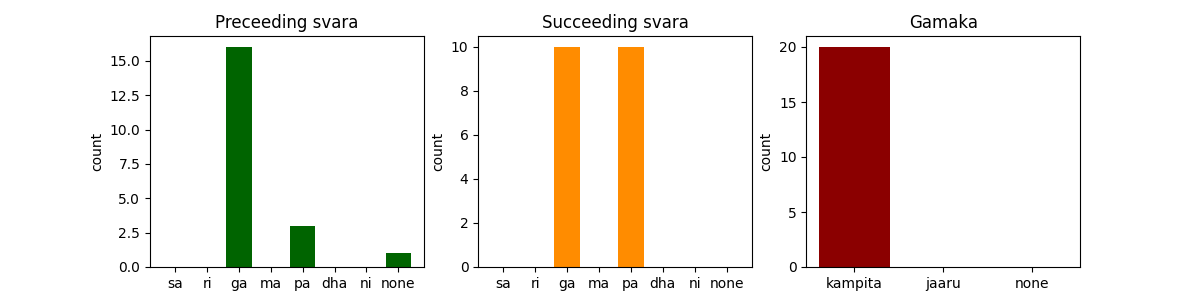 Preceeding svara
count
15.0
12.5
10.0
7.5
5.0
2.5
0.0
sa ri ga ma pa dha ni none
Succeeding svara
count
10
8
6
4
2
0
sa ri ga ma pa dha ni none
Gamaka
count
20
15
10
5
0
kampita jaaru none